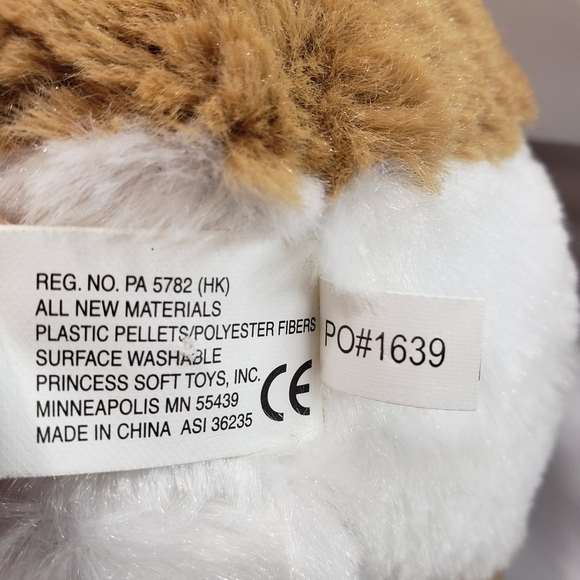 REG. NO. PA 5782 (HK)
ALL NEW MATERIALS
PLASTIC PELLETS/POLYESTER FIBERS
SURFACE WASHABLE
PRINCESS SOFT TOYS, INC.
MINNEAPOLIS MN 55439
MADE IN CHINA ASI 36235
CE
PO#1639